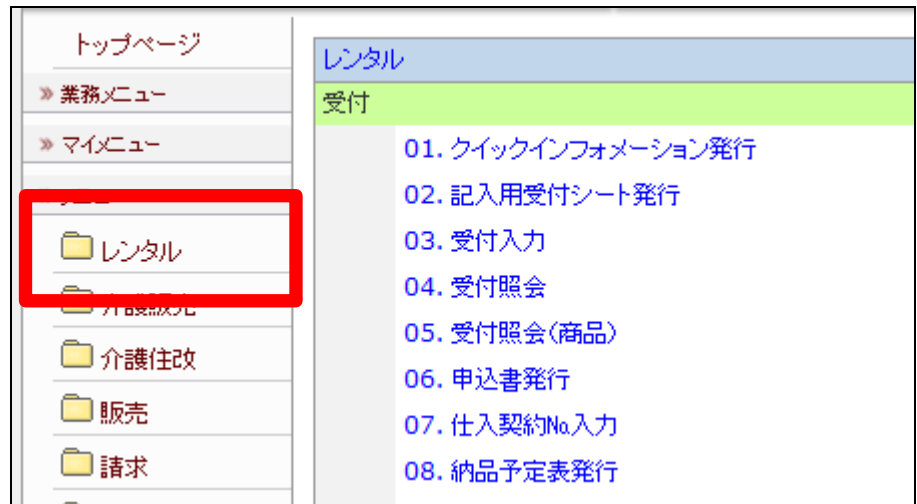 トップページ
» 業務メニュー
» マイメニュー
レンタル
介護住改
販売
請求
レンタル
受付
01. クイックインフォメーション発行
02. 記入用受付シート発行
03. 受付入力
04. 受付照会
05. 受付照会(商品)
06. 申込書発行
07. 仕入契約№入力
08. 納品予定表発行